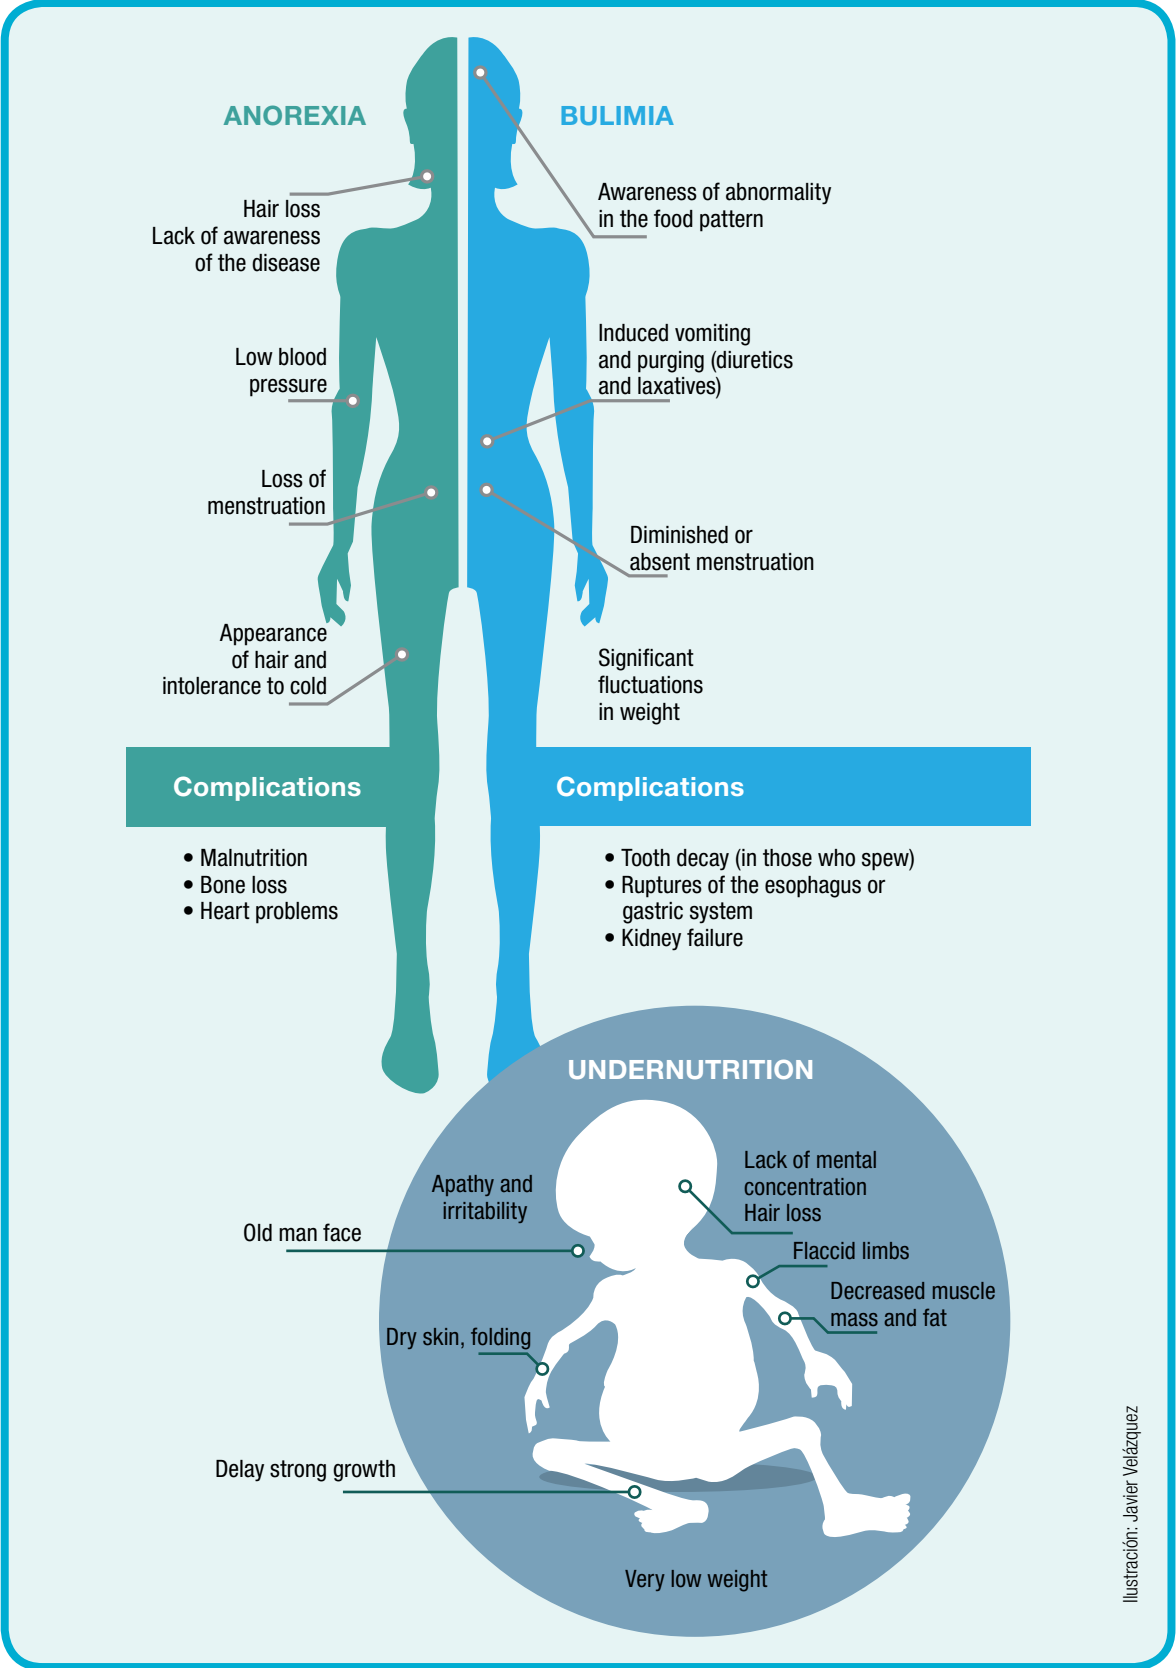 ANOREXIA
Hair loss
Lack of awareness
of the disease
Low blood
pressure
Loss of
menstruation
Appearance
of hair and
intolerance to cold
Complications
• Malnutrition
• Bone loss
• Heart problems
BULIMIA
Awareness of abnormality
in the food pattern
Induced vomiting
and purging (diuretics
and laxatives)
Diminished or
absent menstruation
Significant
fluctuations
in weight
Complications
• Tooth decay (in those who spew)
• Ruptures of the esophagus or
gastric system
• Kidney failure
UNDERNUTRITION
Apathy and
irritability
Old man face
Dry skin, folding
Delay strong growth
Lack of mental
concentration
Hair loss
Flaccid limbs
Decreased muscle
mass and fat
Very low weight
Ilustración: Javier Velázquez